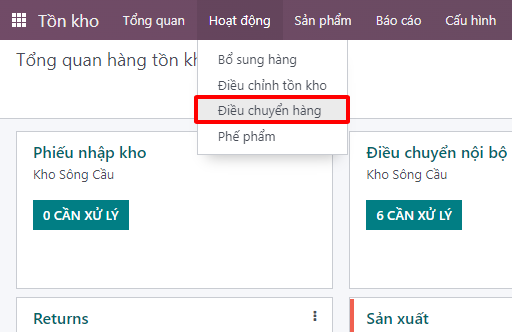 Tồn kho Tổng quan Hoạt động Sản phẩm Báo cáo Cấu hình
Tổng quan hàng tồn kh
Bổ sung hàng
Điều chỉnh tồn kho
Điều chuyển hàng
Phế phẩm
Phiếu nhập kho
Kho Sông Cầu
0 CẦN XỬ LÝ
Điều chuyển nội bộ
Kho Sông Cầu
6 CẦN XỬ LÝ
Returns
Sản xuất